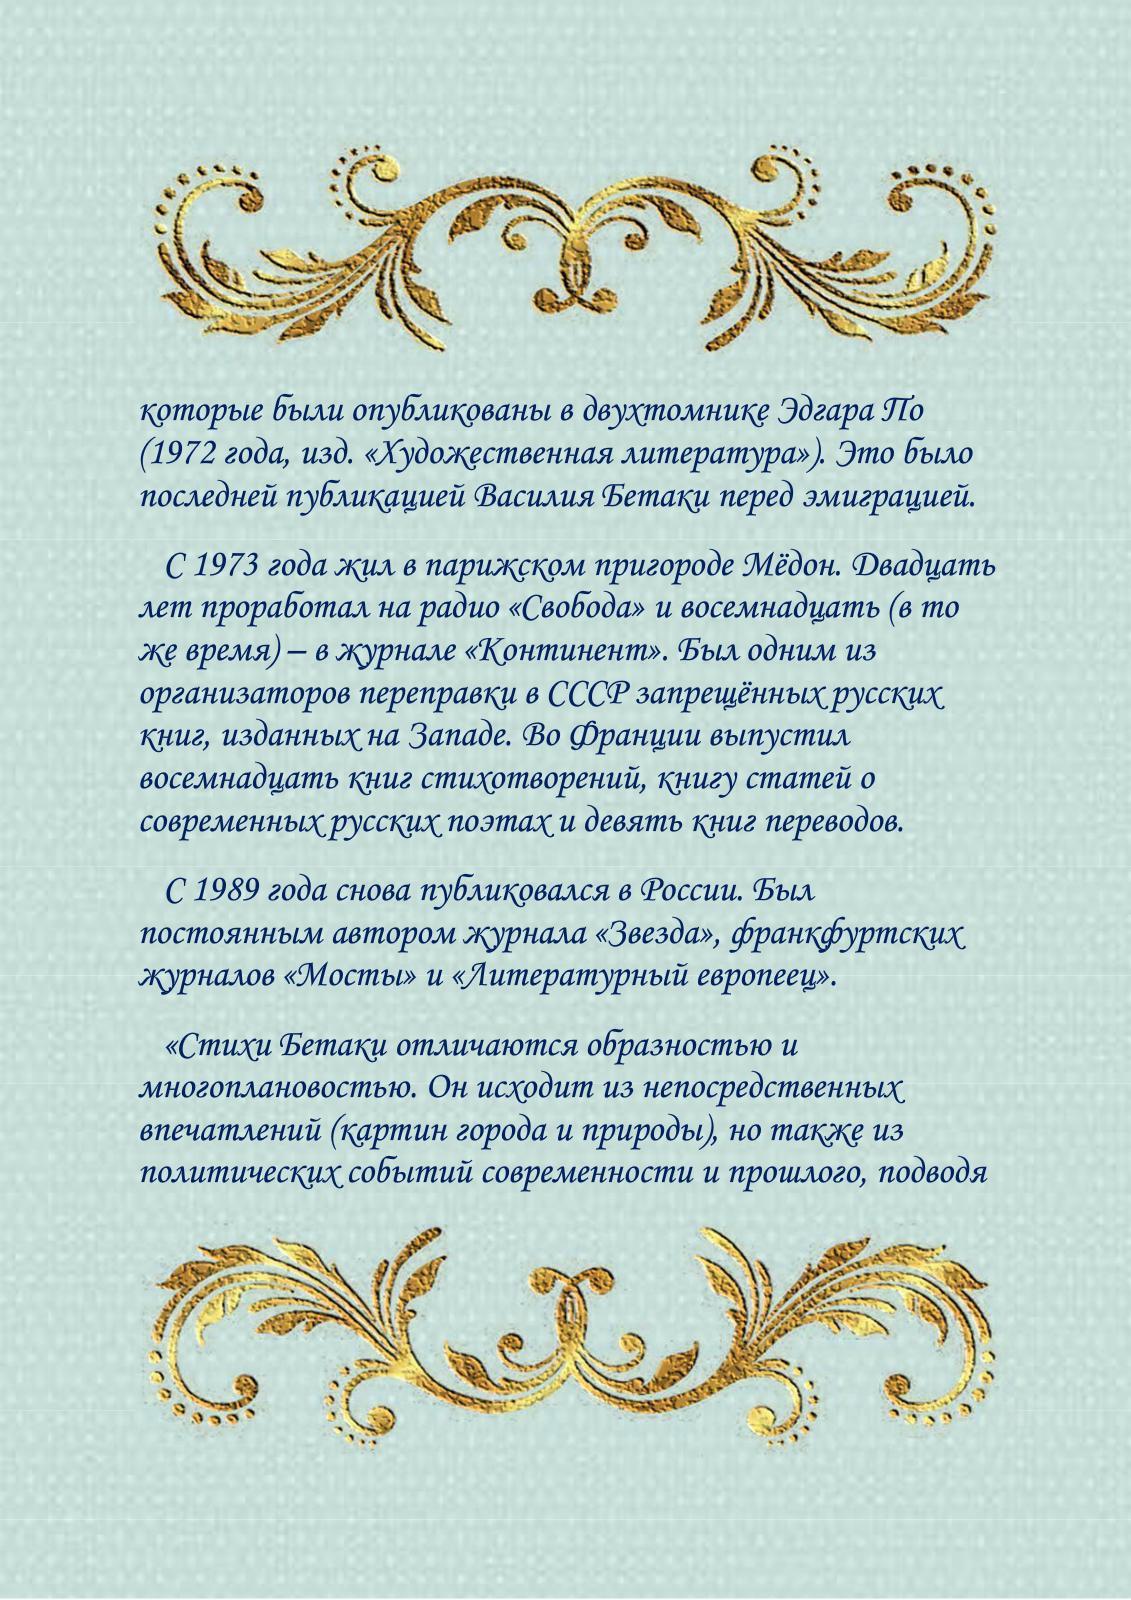 которые были опубликованы в двухтомнике Эдгара По
(1972 года, изд. «Художественная литература»). Это было
последней публикацией Василия Бетаки перед эмиграцией.
С 1973 года жил в парижском пригороде Мёдон. Двадцать
лет проработал на радио «Свобода» и восемнадцать (в то
же время) – в журнале «Континент». Был одним из
организаторов переправки в СССР запрещённых русских
книг, изданных на Западе. Во Франции выпустил
восемнадцать книг стихотворений, книгу статей о
современных русских поэтах и девять книг переводов.
С 1989 года снова публиковался в России. Был
постоянным автором журнала «Звезда», франкфуртских
журналов «Мосты» и «Литературный европеец».
«Стихи Бетаки отличаются образностью и
многоплановостью. Он исходит из непосредственных
впечатлений (картин города и природы), но также из
политических событий современности и прошлого, подводя